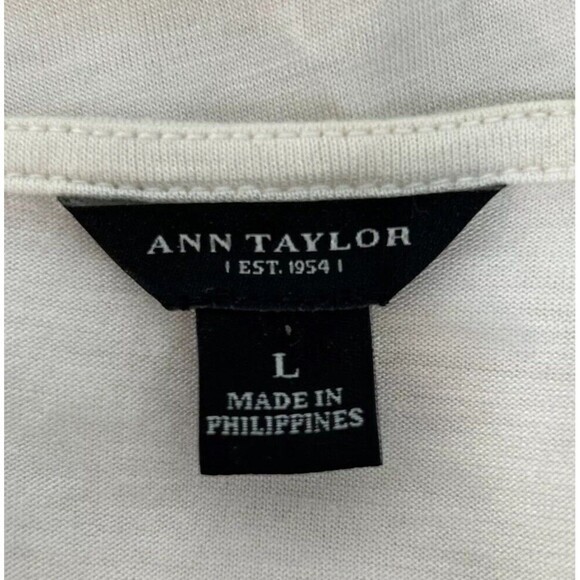 ANN TAYLOR
| EST. 1954 |
L
MADE IN
PHILIPPINES